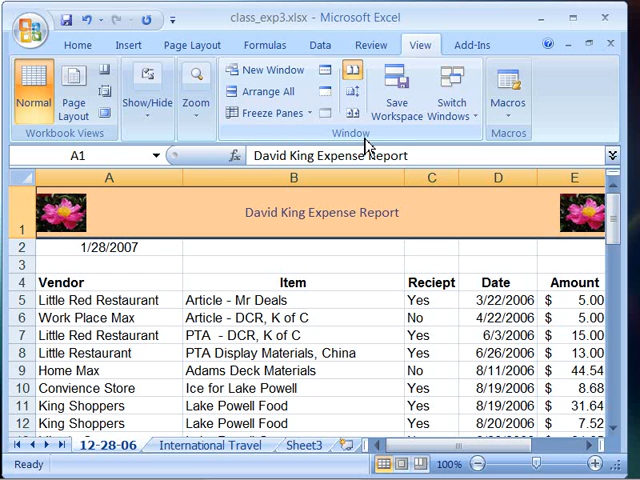 class_exp3.xlsx - Microsoft Excel
Home Insert Page Layout Formulas Data Review View Add-Ins
Normal Page Layout Show/Hide Zoom New Window Arrange All Freeze Panes Save Workspace Switch Windows Macros
Workbook Views Window Macros
A1 fx David King Expense Report
A B C D E
1 David King Expense Report
2 1/28/2007
3
4 Vendor Item Reciept Date Amount
5 Little Red Restaurant Article - Mr Deals Yes 3/22/2006 $ 5.00
6 Work Place Max Article - DCR, K of C No 4/22/2006 $ 5.00
7 Little Red Restaurant PTA - DCR, K of C Yes 6/3/2006 $ 15.00
8 Little Restaurant PTA Display Materials, China Yes 6/26/2006 $ 13.00
9 Home Max Adams Deck Materials No 8/11/2006 $ 44.54
10 Convience Store Ice for Lake Powell Yes 8/19/2006 $ 8.68
11 King Shoppers Lake Powell Food Yes 8/19/2006 $ 31.64
12 King Shoppers Lake Powell Food Yes 8/20/2006 $ 7.52
12-28-06 International Travel Sheet3
Ready 100%